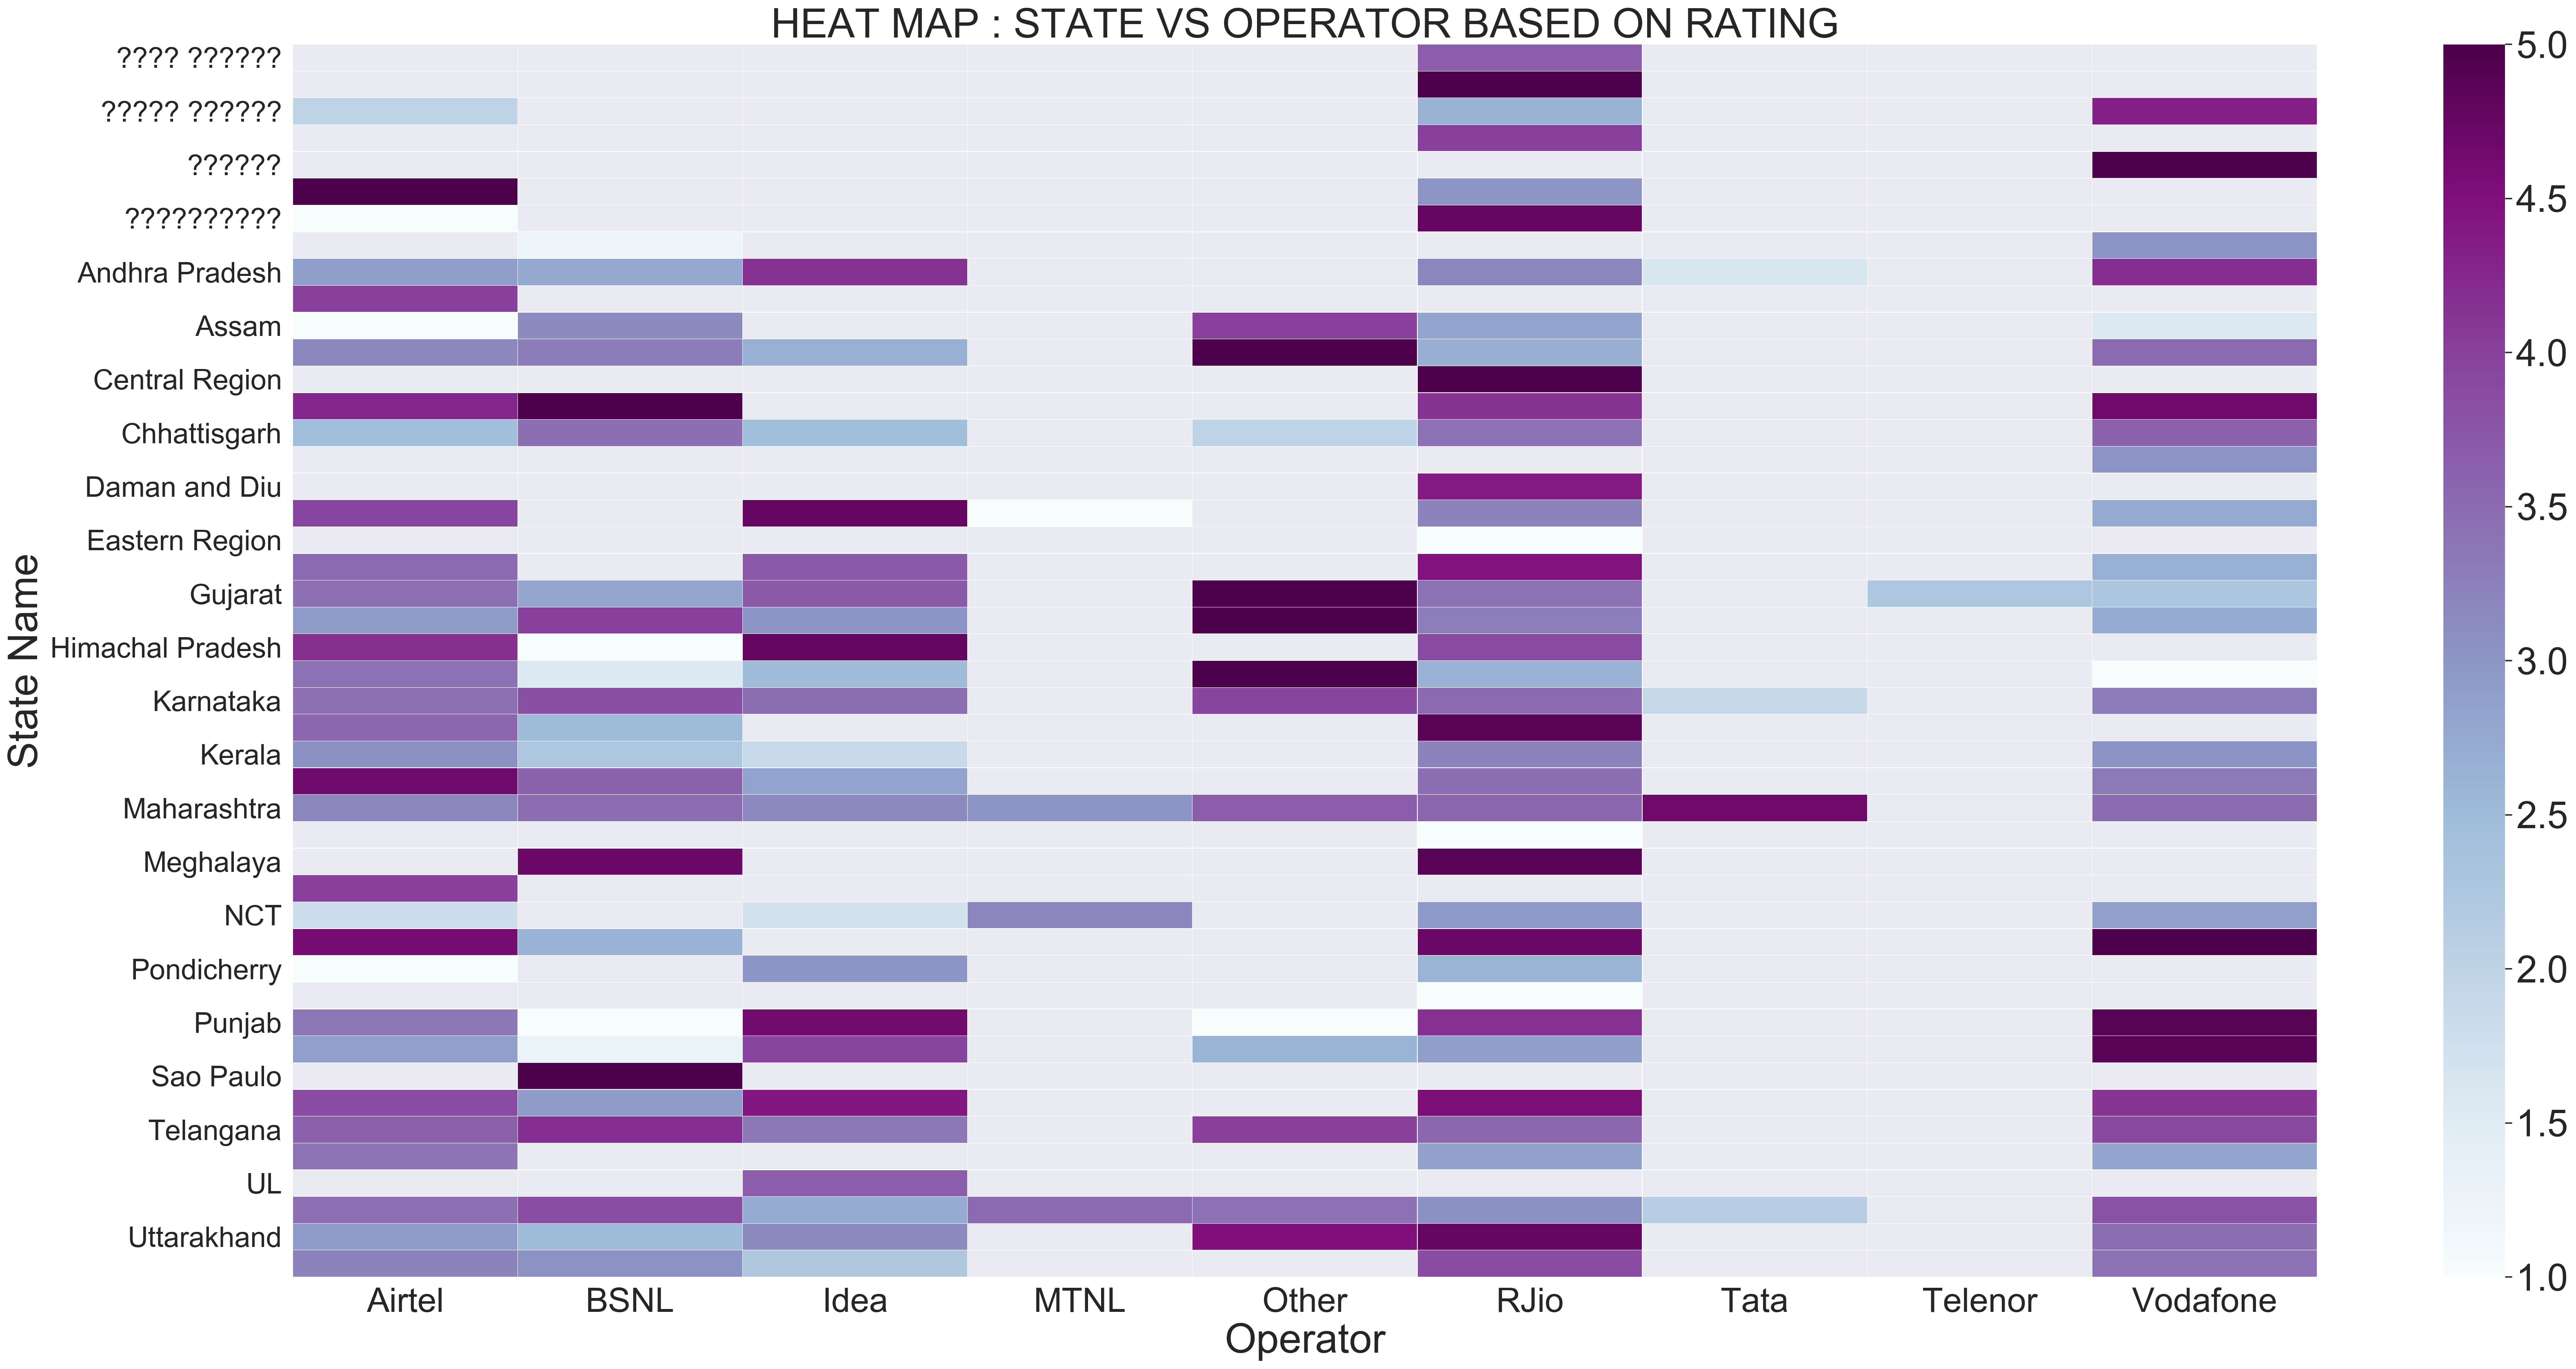 HEAT MAP : STATE VS OPERATOR BASED ON RATING
???? ??????
????? ??????
??????
??????????
Andhra Pradesh
Assam
Central Region
Chhattisgarh
Daman and Diu
Eastern Region
Gujarat
Himachal Pradesh
Karnataka
Kerala
Maharashtra
Meghalaya
NCT
Pondicherry
Punjab
Sao Paulo
Telangana
UL
Uttarakhand
State Name
Airtel BSNL Idea MTNL Other RJio Tata Telenor Vodafone
Operator
5.0
4.5
4.0
3.5
3.0
2.5
2.0
1.5
1.0